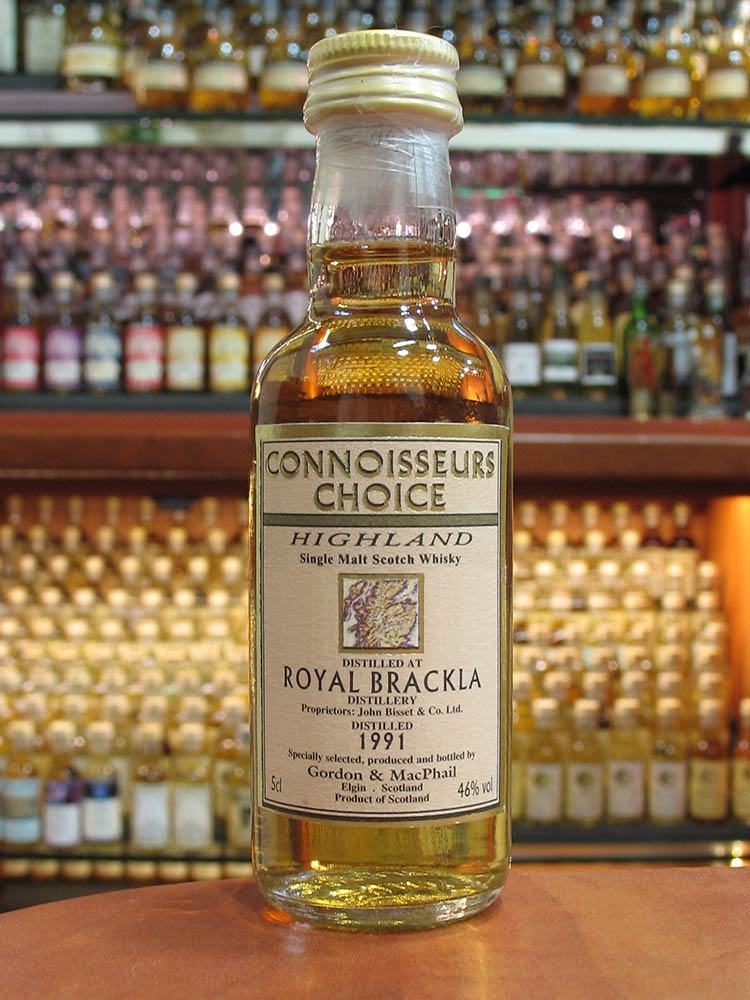 CONNOISSEURS
CHOICE
HIGHLAND
Single Malt Scotch Whisky
DISTILLED AT
ROYAL BRACKLA
DISTILLERY
Proprietors: John Bisset & Co. Ltd.
DISTILLED
1991
Specially selected, produced and bottled by
Gordon & MacPhail
Elgin . Scotland
Product of Scotland
5cl
46% vol